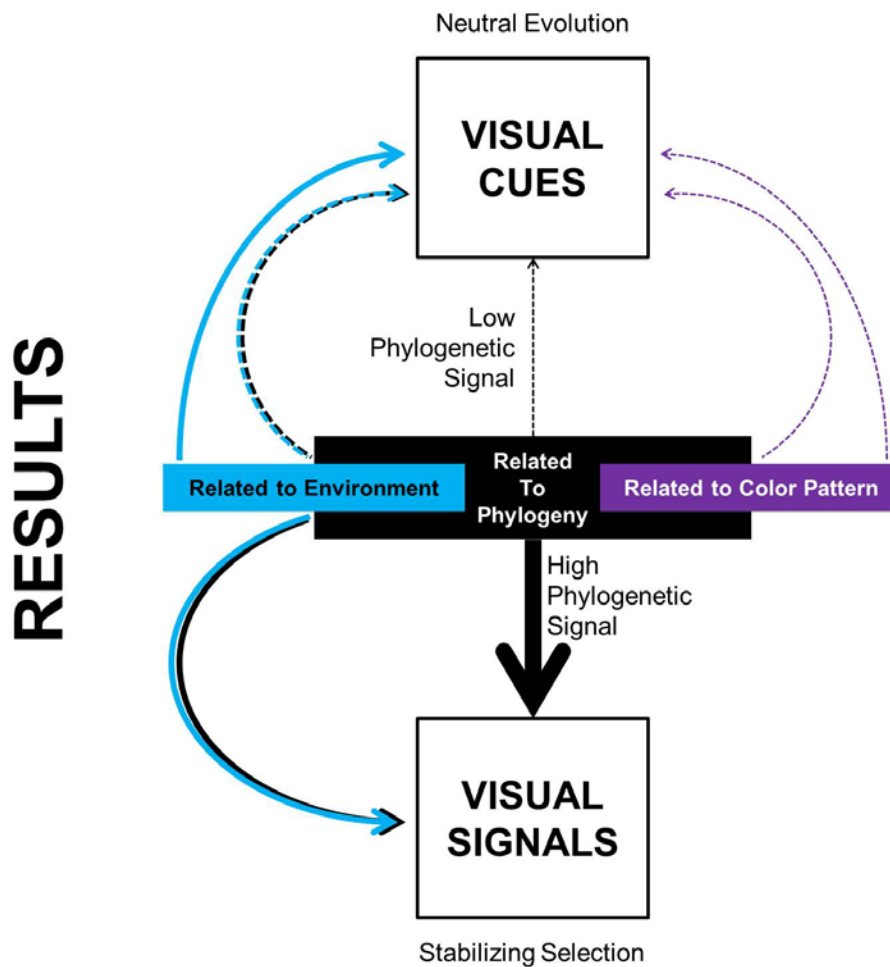 Neutral Evolution
VISUAL
CUES
Low
Phylogenetic
Signal
RESULTS
Related to Environment
Related
To
Phylogeny
Related to Color Pattern
High
Phylogenetic
Signal
VISUAL
SIGNALS
Stabilizing Selection